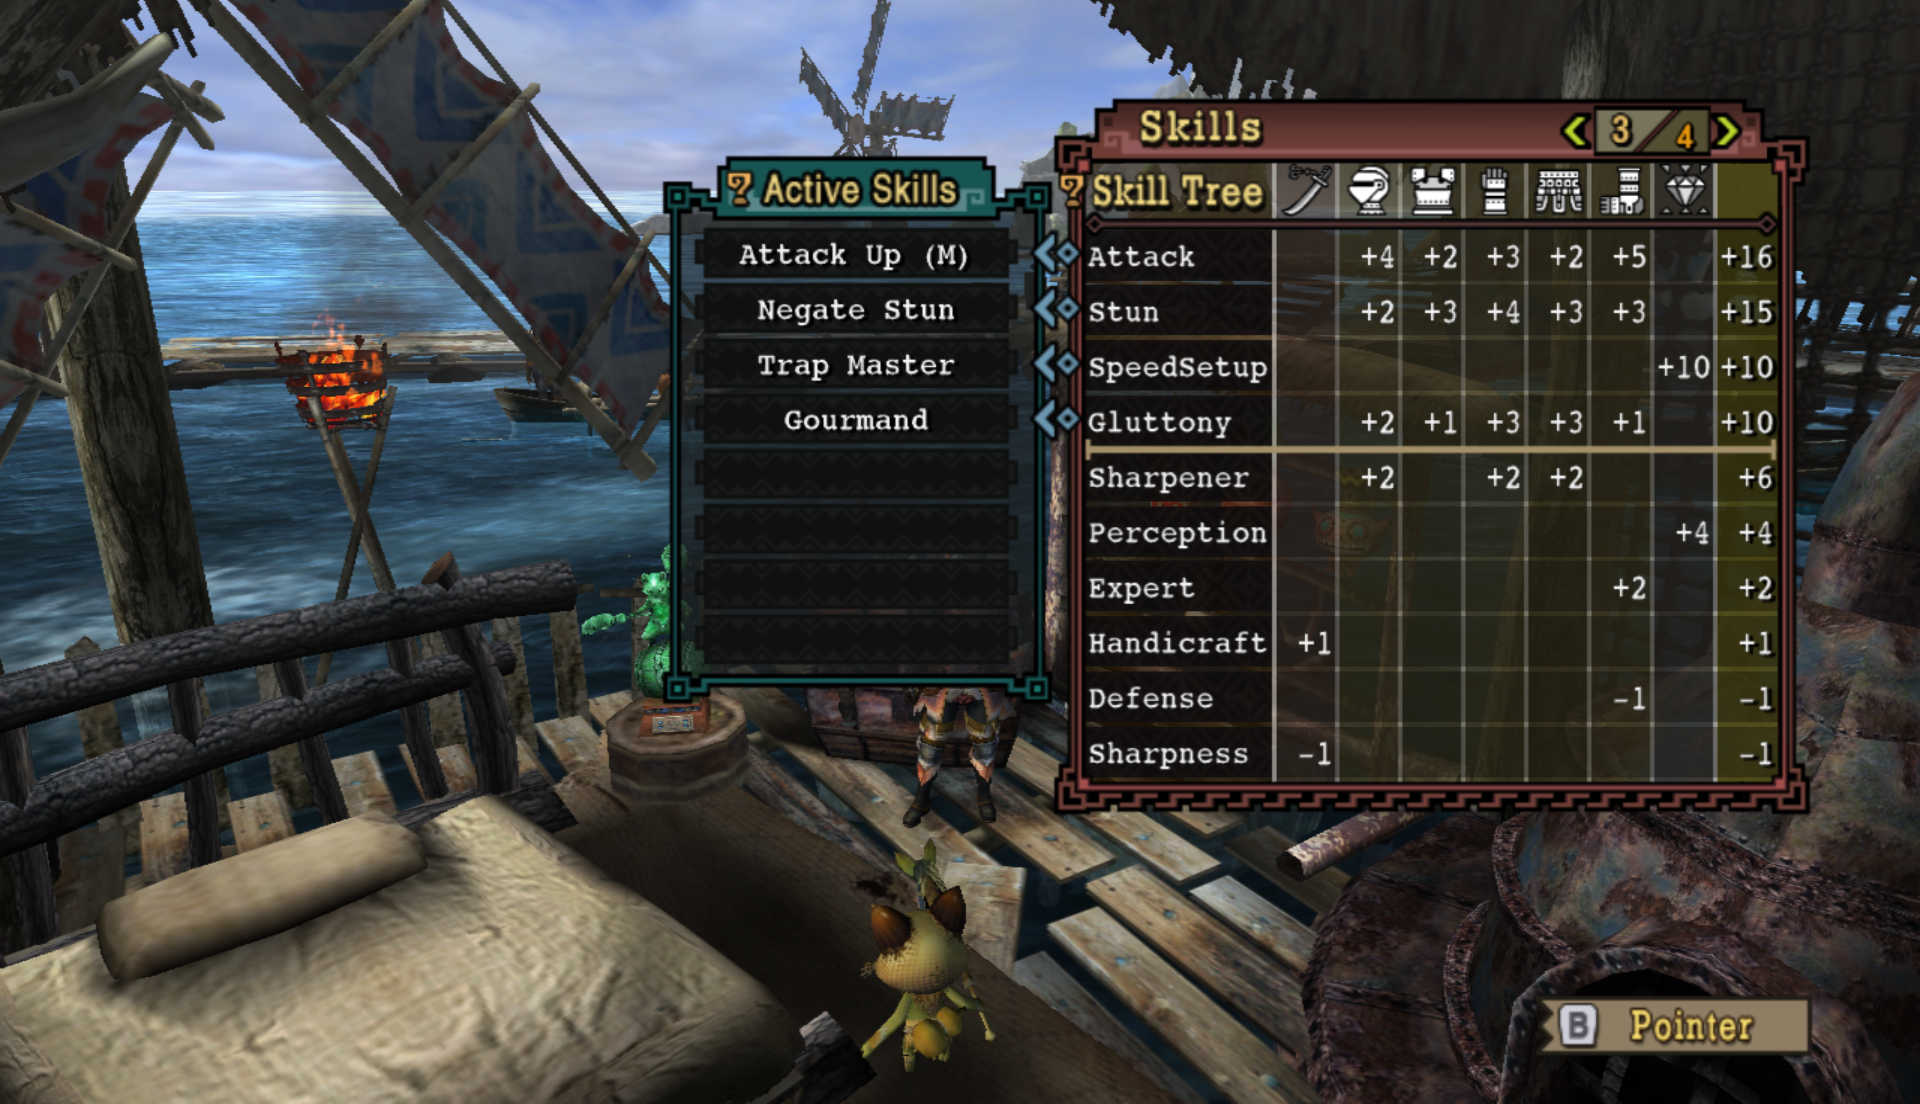 Skills
3 / 4
? Active Skills
? Skill Tree
Attack Up (M)
Negate Stun
Trap Master
Gourmand
Attack +4 +2 +3 +2 +5 +16
Stun +2 +3 +4 +3 +3 +15
SpeedSetup +10 +10
Gluttony +2 +1 +3 +3 +1 +10
Sharpener +2 +2 +2 +6
Perception +4 +4
Expert +2 +2
Handicraft +1 +1
Defense -1 -1
Sharpness -1 -1
B Pointer